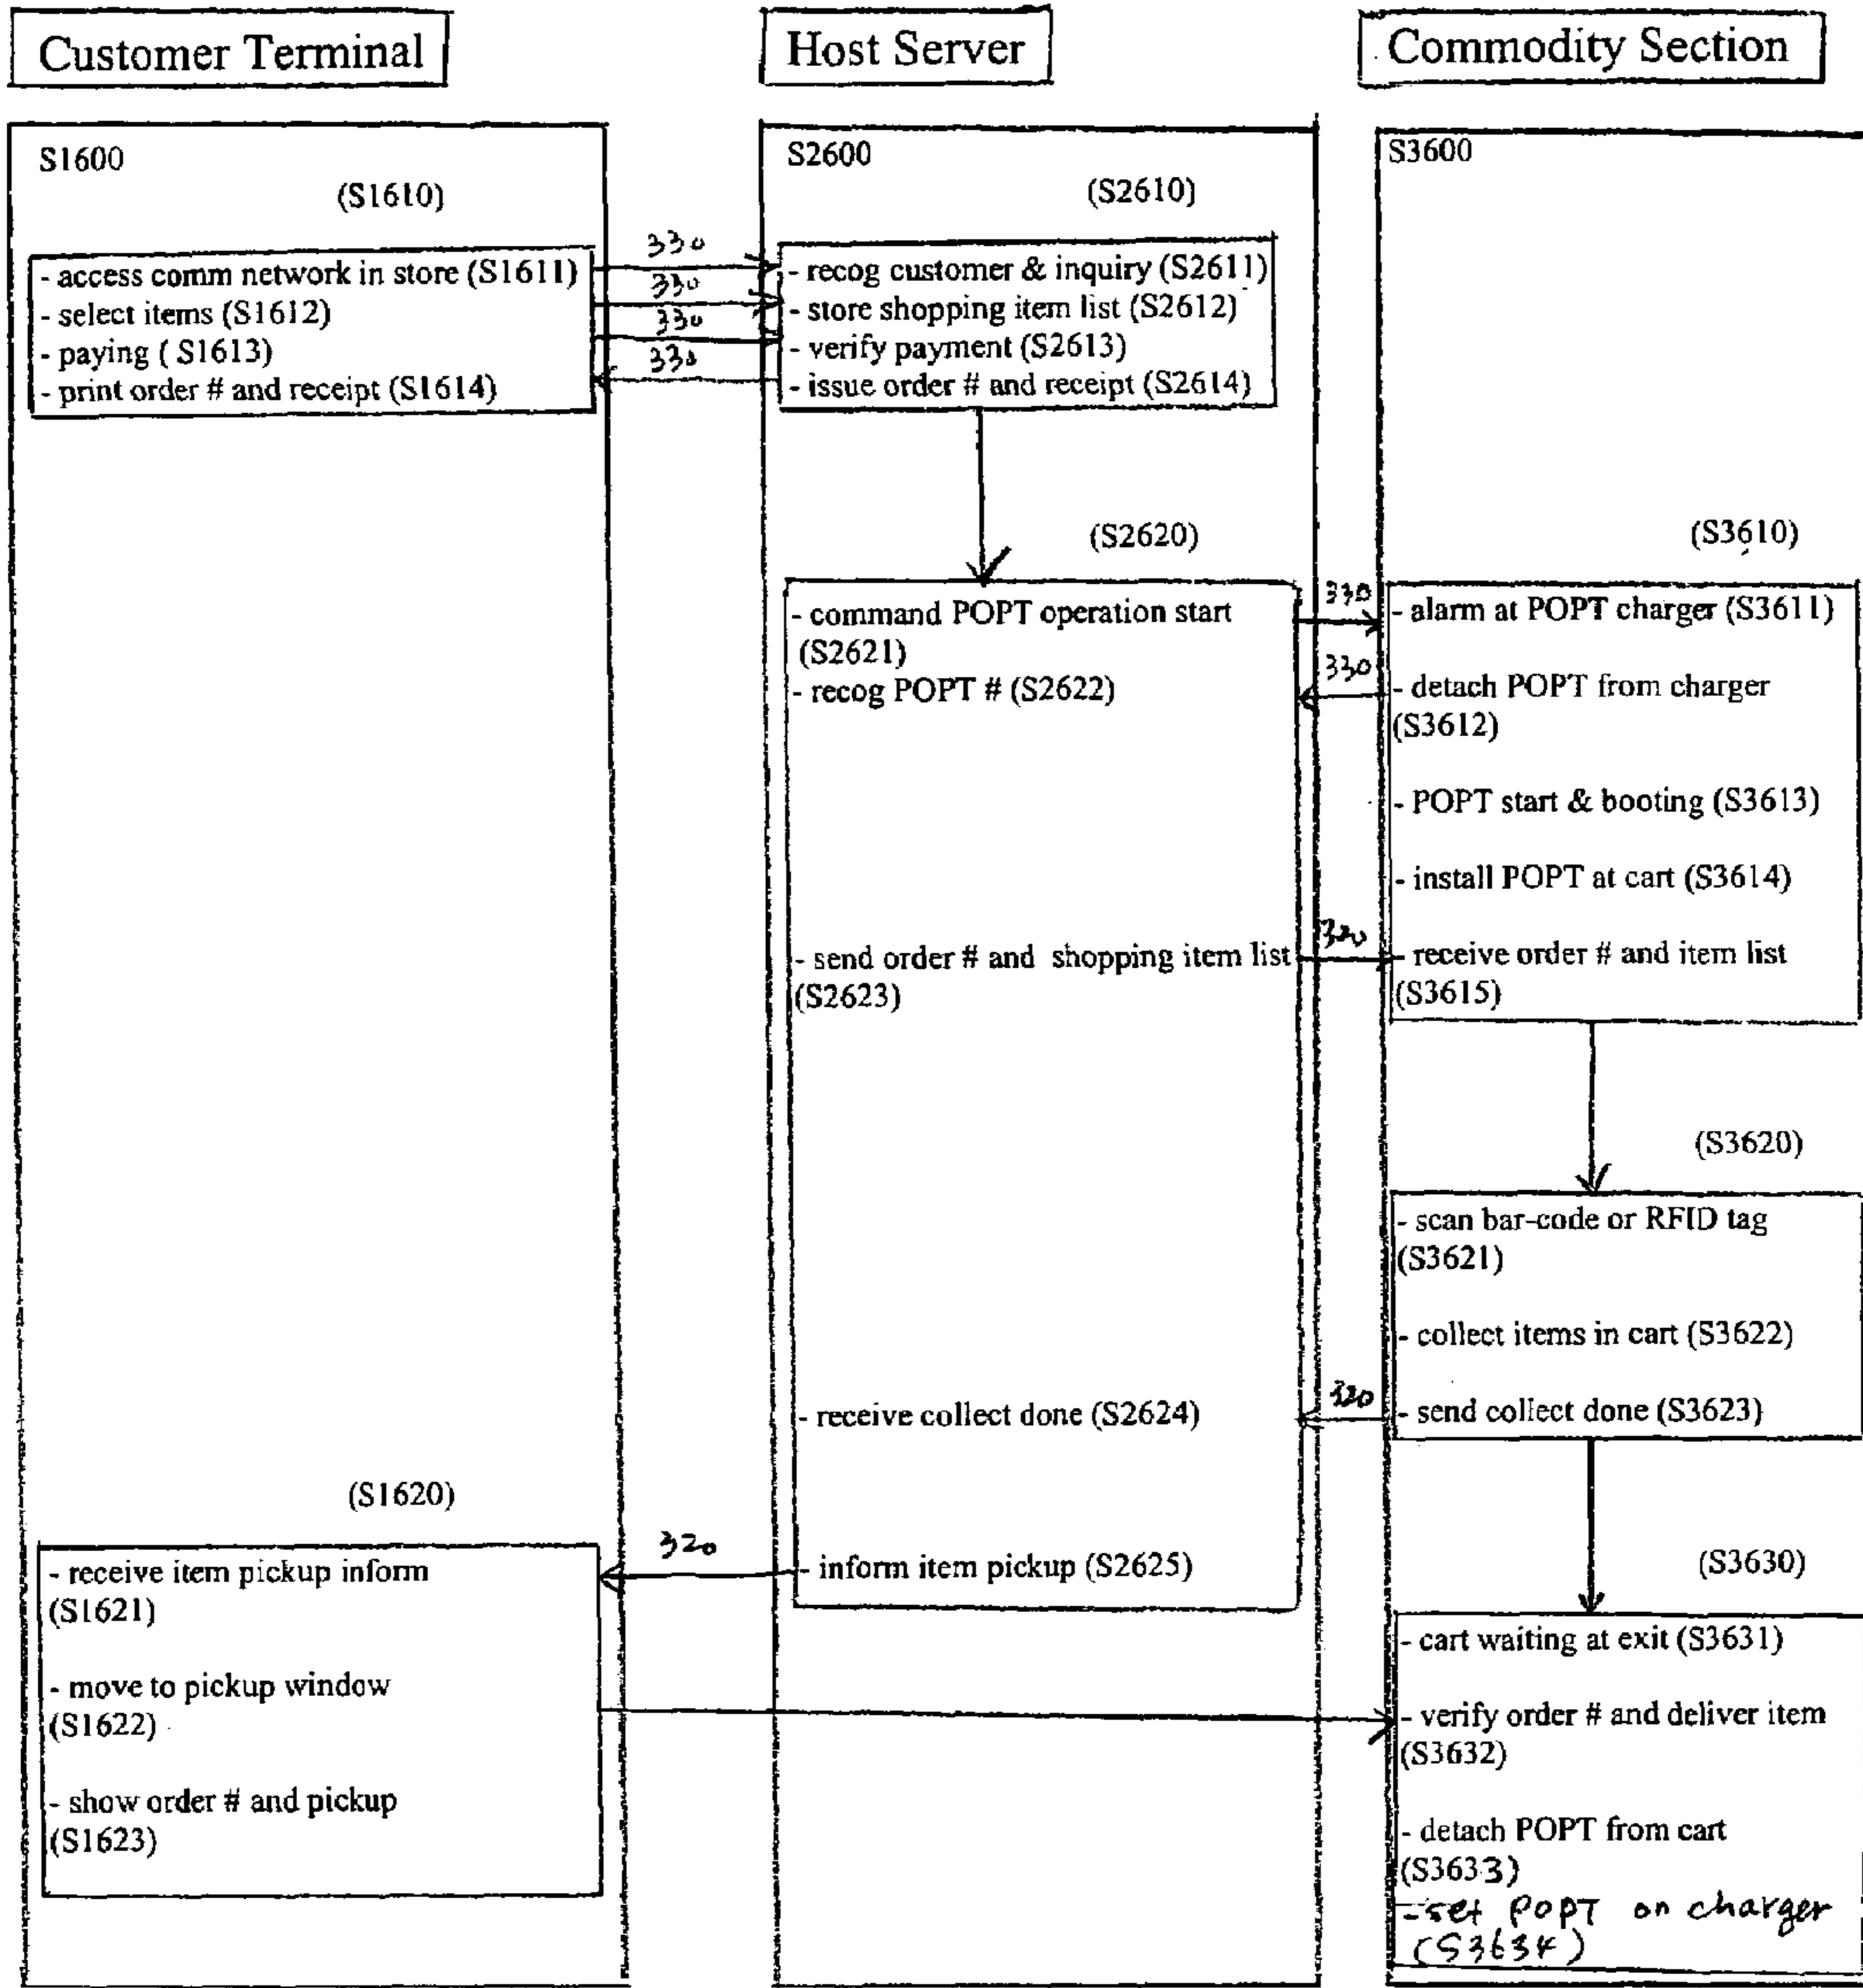 Customer Terminal
Host Server
Commodity Section
S1600
(S1610)
- access comm network in store (S1611)
- select items (S1612)
- paying ( S1613)
- print order # and receipt (S1614)
330
330
330
330
S2600
(S2610)
- recog customer & inquiry (S2611)
- store shopping item list (S2612)
- verify payment (S2613)
- issue order # and receipt (S2614)
(S2620)
- command POPT operation start
(S2621)
- recog POPT # (S2622)
- send order # and shopping item list
(S2623)
- receive collect done (S2624)
- inform item pickup (S2625)
330
330
320
320
S3600
(S3610)
- alarm at POPT charger (S3611)
- detach POPT from charger
(S3612)
- POPT start & booting (S3613)
- install POPT at cart (S3614)
- receive order # and item list
(S3615)
(S3620)
- scan bar-code or RFID tag
(S3621)
- collect items in cart (S3622)
- send collect done (S3623)
(S1620)
320
- receive item pickup inform
(S1621)
- move to pickup window
(S1622)
- show order # and pickup
(S1623)
(S3630)
- cart waiting at exit (S3631)
- verify order # and deliver item
(S3632)
- detach POPT from cart
(S3633)
- set POPT on charger
(S3634)